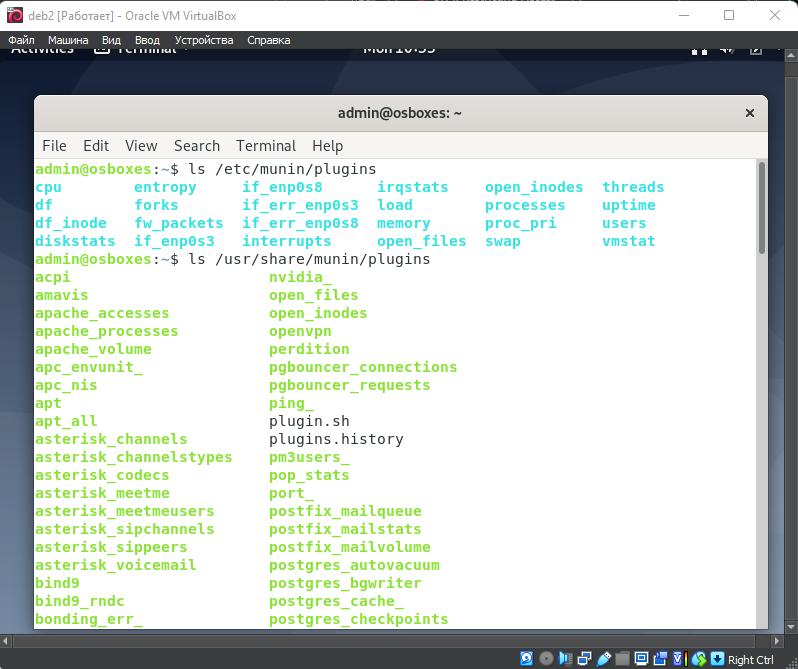 deb2 [Работает] - Oracle VM VirtualBox
Файл Машина Вид Ввод Устройства Справка
Activities Terminal Mon 10:55
admin@osboxes: ~
File Edit View Search Terminal Help
admin@osboxes:~$ ls /etc/munin/plugins
cpu entropy if_enp0s8 irqstats open_inodes threads
df forks if_err_enp0s3 load processes uptime
df_inode fw_packets if_err_enp0s8 memory proc_pri users
diskstats if_enp0s3 interrupts open_files swap vmstat
admin@osboxes:~$ ls /usr/share/munin/plugins
acpi nvidia_
amavis open_files
apache_accesses open_inodes
apache_processes openvpn
apache_volume perdition
apc_envunit_ pgbouncer_connections
apc_nis pgbouncer_requests
apt ping_
apt_all plugin.sh
asterisk_channels plugins.history
asterisk_channelstypes pm3users_
asterisk_codecs pop_stats
asterisk_meetme port_
asterisk_meetmeusers postfix_mailqueue
asterisk_sipchannels postfix_mailstats
asterisk_sippeers postfix_mailvolume
asterisk_voicemail postgres_autovacuum
bind9 postgres_bgwriter
bind9_rndc postgres_cache_
bonding_err_ postgres_checkpoints
Right Ctrl